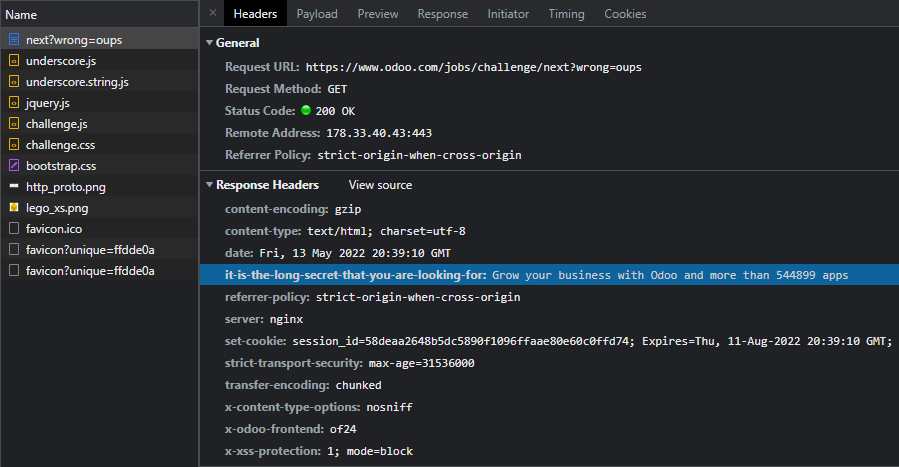 Name
next?wrong=oups
underscore.js
underscore.string.js
jquery.js
challenge.js
challenge.css
bootstrap.css
http_proto.png
lego_xs.png
favicon.ico
favicon?unique=ffdde0a
favicon?unique=ffdde0a
× Headers Payload Preview Response Initiator Timing Cookies
General
Request URL: https://www.odoo.com/jobs/challenge/next?wrong=oups
Request Method: GET
Status Code: 200 OK
Remote Address: 178.33.40.43:443
Referrer Policy: strict-origin-when-cross-origin
Response Headers View source
content-encoding: gzip
content-type: text/html; charset=utf-8
date: Fri, 13 May 2022 20:39:10 GMT
it-is-the-long-secret-that-you-are-looking-for: Grow your business with Odoo and more than 544899 apps
referrer-policy: strict-origin-when-cross-origin
server: nginx
set-cookie: session_id=58deaa2648b5dc5890f1096ffaae80e60c0ffd74; Expires=Thu, 11-Aug-2022 20:39:10 GMT;
strict-transport-security: max-age=31536000
transfer-encoding: chunked
x-content-type-options: nosniff
x-odoo-frontend: of24
x-xss-protection: 1; mode=block